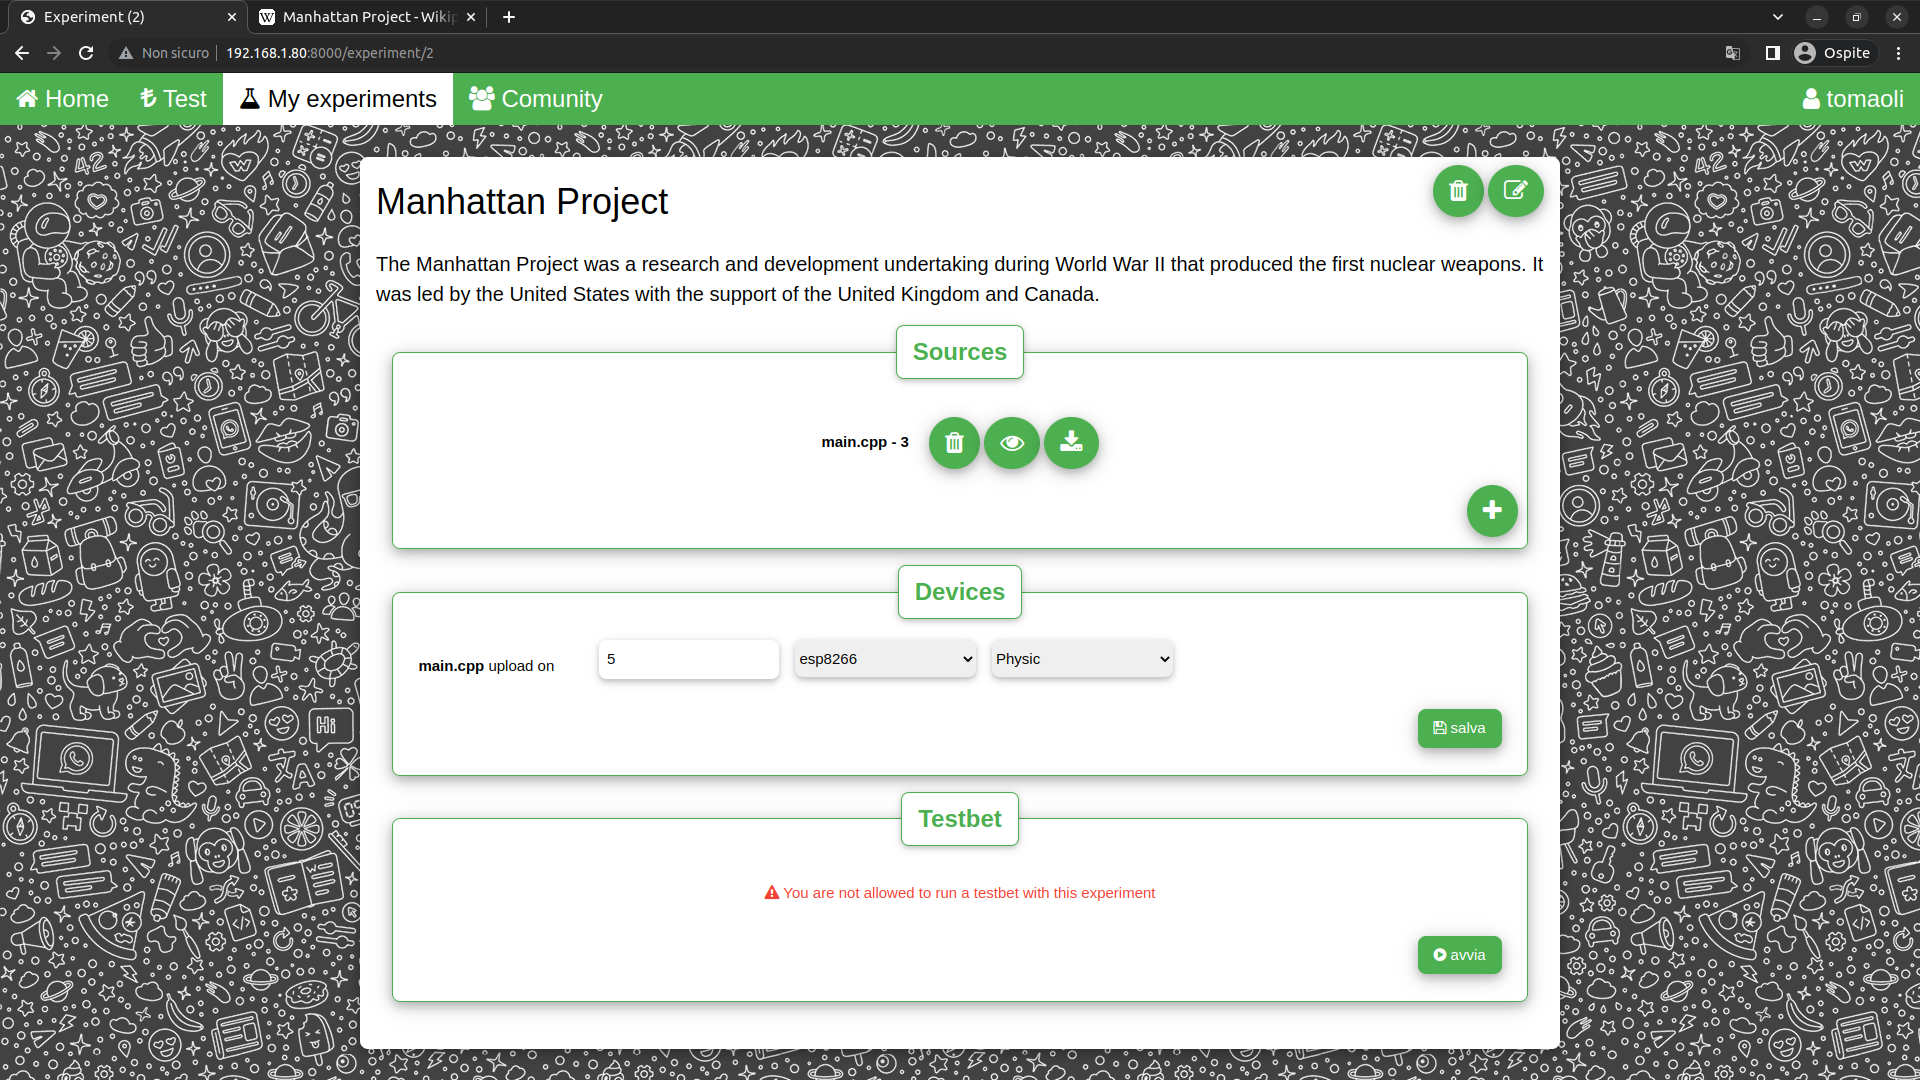 Experiment (2)
Manhattan Project - Wikip
Non sicuro
192.168.1.80:8000/experiment/2
Ospite
Home
Test
My experiments
Comunity
tomaoli
Manhattan Project
The Manhattan Project was a research and development undertaking during World War II that produced the first nuclear weapons. It
was led by the United States with the support of the United Kingdom and Canada.
Sources
main.cpp - 3
Devices
main.cpp upload on
5
esp8266
Physic
salva
Testbet
You are not allowed to run a testbet with this experiment
avvia
42
42
Hi